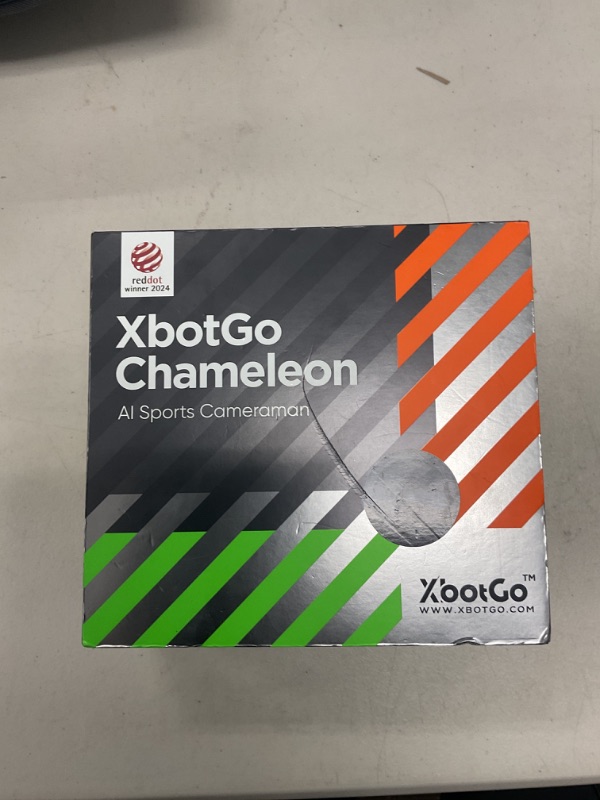 reddot
winner 2024
XbotGo
Chameleon
AI Sports Cameraman
XbotGo™
WWW.XBOTGO.COM